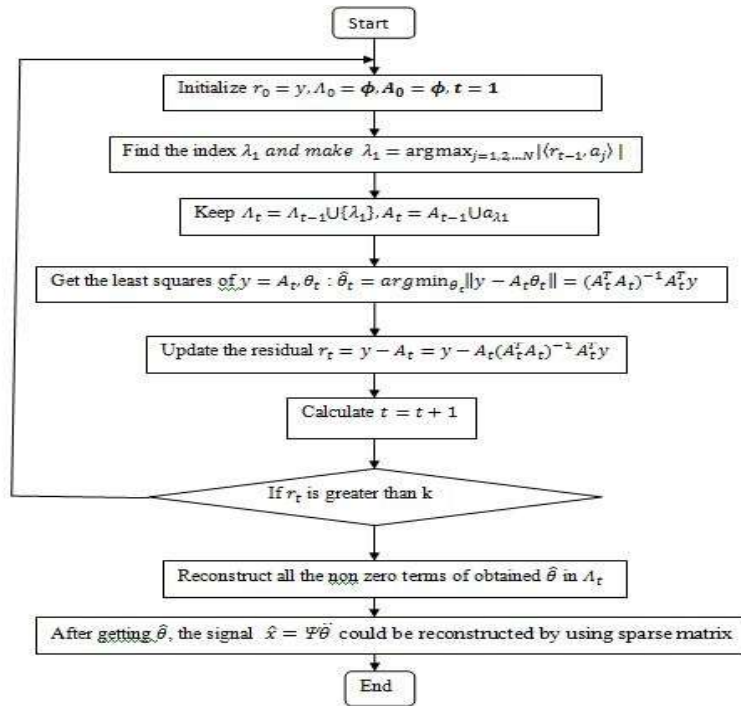 Start
Initialize r₀ = y, Λ₀ = ϕ, A₀ = ϕ, t = 1
Find the index λ₁ and make λ₁ = argmax_{j=1,2,...N}|⟨r_{t−1}, a_j⟩|
Keep Λ_t = Λ_{t−1}∪{λ₁}, A_t = A_{t−1}∪a_{λ1}
Get the least squares of y = A_t, θ_t : θ̂_t = argmin_{θ_t}‖y − A_tθ_t‖ = (A_t^T A_t)^{−1} A_t^T y
Update the residual r_t = y − A_t = y − A_t(A_t^T A_t)^{−1} A_t^T y
Calculate t = t + 1
If r_t is greater than k
Reconstruct all the non zero terms of obtained θ̂ in Λ_t
After getting θ̂, the signal x̂ = Ψθ̂ could be reconstructed by using sparse matrix
End